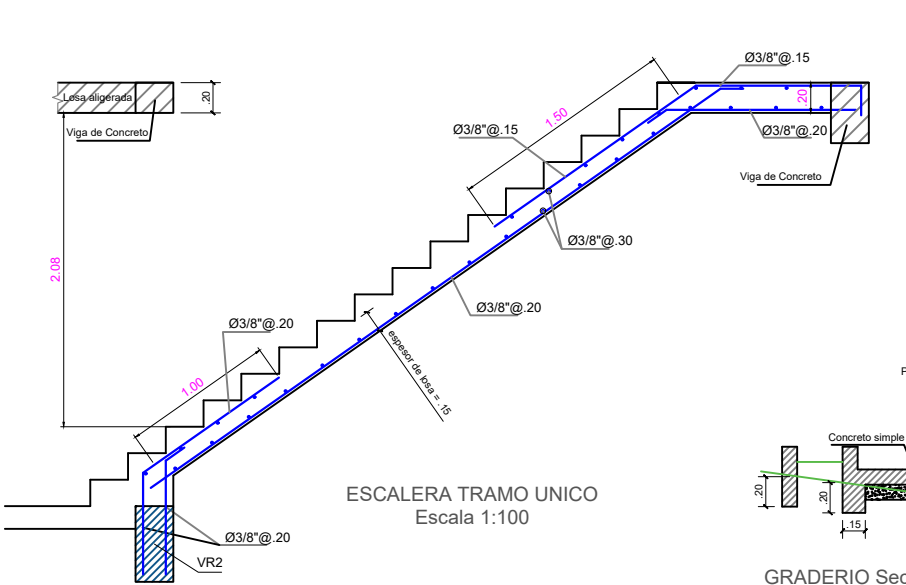 Ø3/8"@.15
Losa aligerada
.20
Viga de Concreto
1.50
Ø3/8"@.15
.20
Ø3/8"@.20
Viga de Concreto
Ø3/8"@.30
2.08
Ø3/8"@.20
Ø3/8"@.20
espesor de losa = .15
1.00
P
Concreto simple
ESCALERA TRAMO UNICO
Escala 1:100
.20
.20
.15
Ø3/8"@.20
VR2
GRADERIO Sec